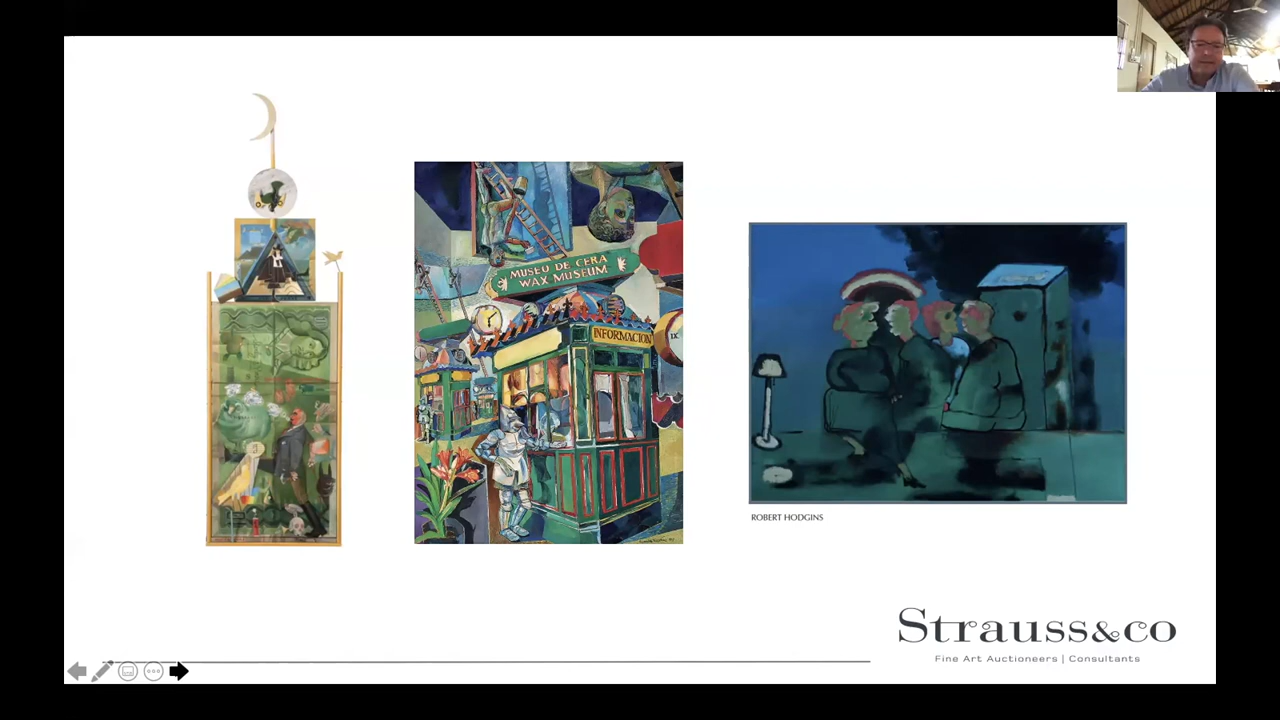 MUSEO DE CERA
WAX MUSEUM
INFORMACION
ROBERT HODGINS
Strauss&co
Fine Art Auctioneers | Consultants